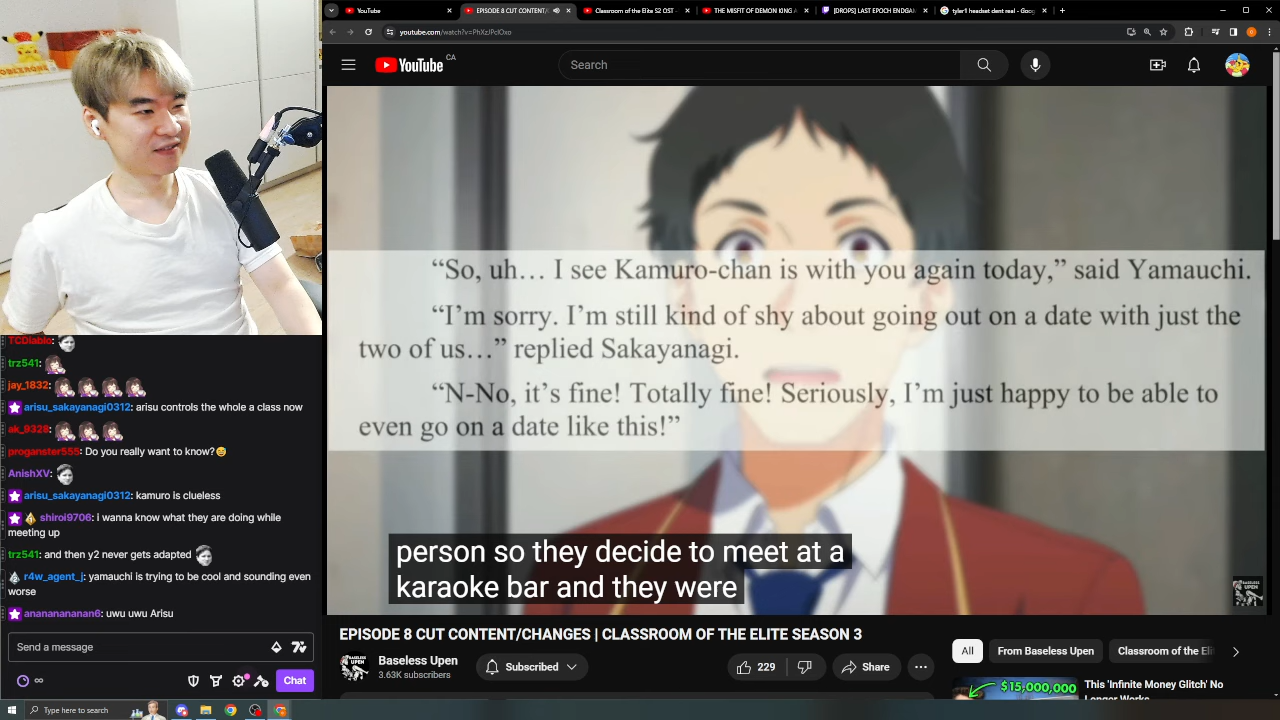 YouTube
EPISODE 8 CUT CONTENT/
Classroom of the Elite S2 OST -
THE MISFIT OF DEMON KING A
[DROPS] LAST EPOCH ENDGAM
tyler1 headset dent real - Goog
youtube.com/watch?v=PhXzJPclOxo
YouTube CA
Search
“So, uh… I see Kamuro-chan is with you again today,” said Yamauchi.
“I’m sorry. I’m still kind of shy about going out on a date with just the
two of us…” replied Sakayanagi.
“N-No, it’s fine! Totally fine! Seriously, I’m just happy to be able to
even go on a date like this!”
person so they decide to meet at a
karaoke bar and they were
BASELESS
UPEN
EPISODE 8 CUT CONTENT/CHANGES | CLASSROOM OF THE ELITE SEASON 3
Baseless Upen
3.63K subscribers
Subscribed
229
Share
All
From Baseless Upen
Classroom of the Eli
$15,000,000
This 'Infinite Money Glitch' No
Longer Works
TCDiablo:
trz541:
jay_1832:
arisu_sakayanagi0312: arisu controls the whole a class now
ak_9328:
proganster555: Do you really want to know?
AnishXV:
arisu_sakayanagi0312: kamuro is clueless
shiroi9706: i wanna know what they are doing while
meeting up
trz541: and then y2 never gets adapted
r4w_agent_j: yamauchi is trying to be cool and sounding even
worse
anananananan6: uwu uwu Arisu
Send a message
∞
Chat
Type here to search